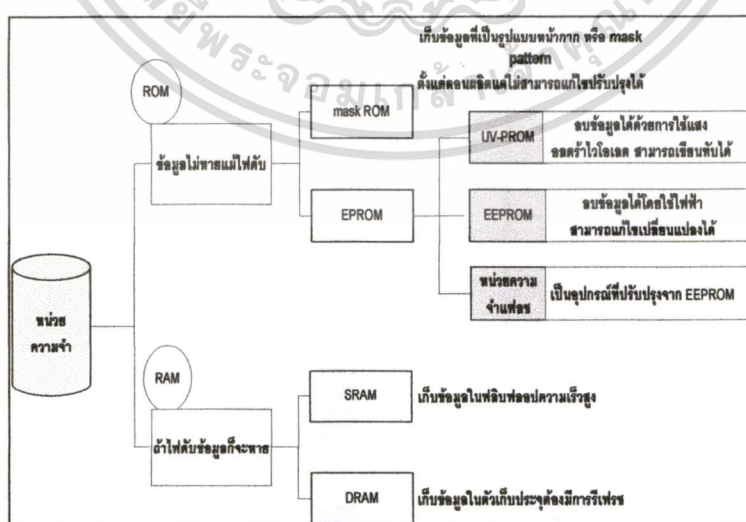 เก็บข้อมูลที่เป็นรูปแบบหน้ากาก หรือ mask
pattern
ตั้งแต่ตอนผลิตแต่ไม่สามารถแก้ไขปรับปรุงได้
ROM
mask ROM
ข้อมูลไม่หายแม้ไฟดับ
UV-PROM
ลบข้อมูลได้ด้วยการใช้แสง
อลตร้าไวโอเลต สามารถเขียนทับได้
EPROM
EEPROM
ลบข้อมูลได้โดยใช้ไฟฟ้า
สามารถแก้ไขเปลี่ยนแปลงได้
หน่วยความ
จำแฟลช
เป็นอุปกรณ์ที่ปรับปรุงจาก EEPROM
หน่วย
ความจำ
RAM
ถ้าไฟดับข้อมูลก็จะหาย
SRAM
เก็บข้อมูลในฟลิบฟลอปความเร็วสูง
DRAM
เก็บข้อมูลในตัวเก็บประจุต้องมีการรีเฟรช